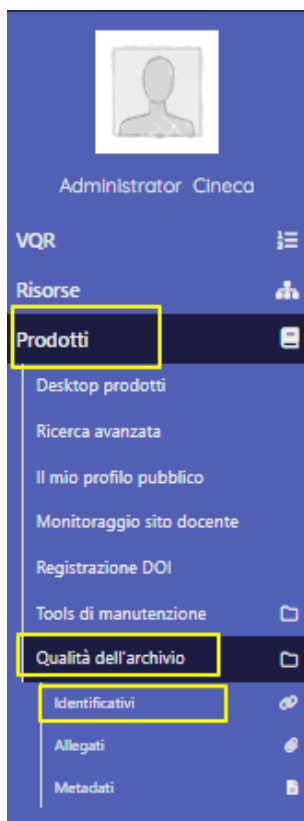 Administrator Cineca
VQR
Risorse
Prodotti
Desktop prodotti
Ricerca avanzata
Il mio profilo pubblico
Monitoraggio sito docente
Registrazione DOI
Tools di manutenzione
Qualità dell'archivio
Identificativi
Allegati
Metadati